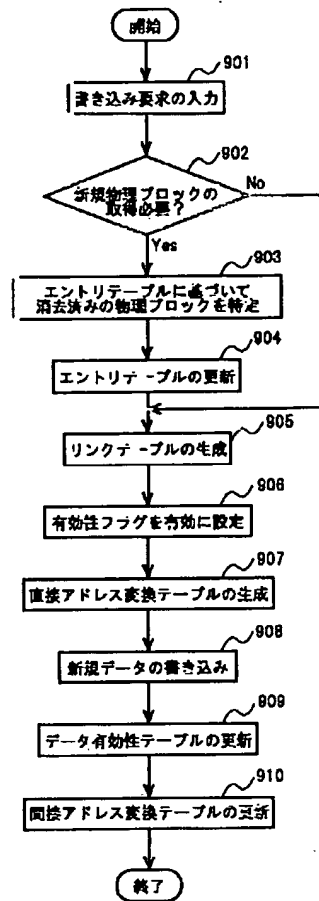 開始
901
書き込み要求の入力
902
新規物理ブロックの
取得必要?
No
Yes
903
エントリテーブルに基づいて
消去済みの物理ブロックを特定
904
エントリテーブルの更新
905
リンクテーブルの生成
906
有効性フラグを有効に設定
907
直接アドレス変換テーブルの生成
908
新規データの書き込み
909
データ有効性テーブルの更新
910
間接アドレス変換テーブルの更新
終了